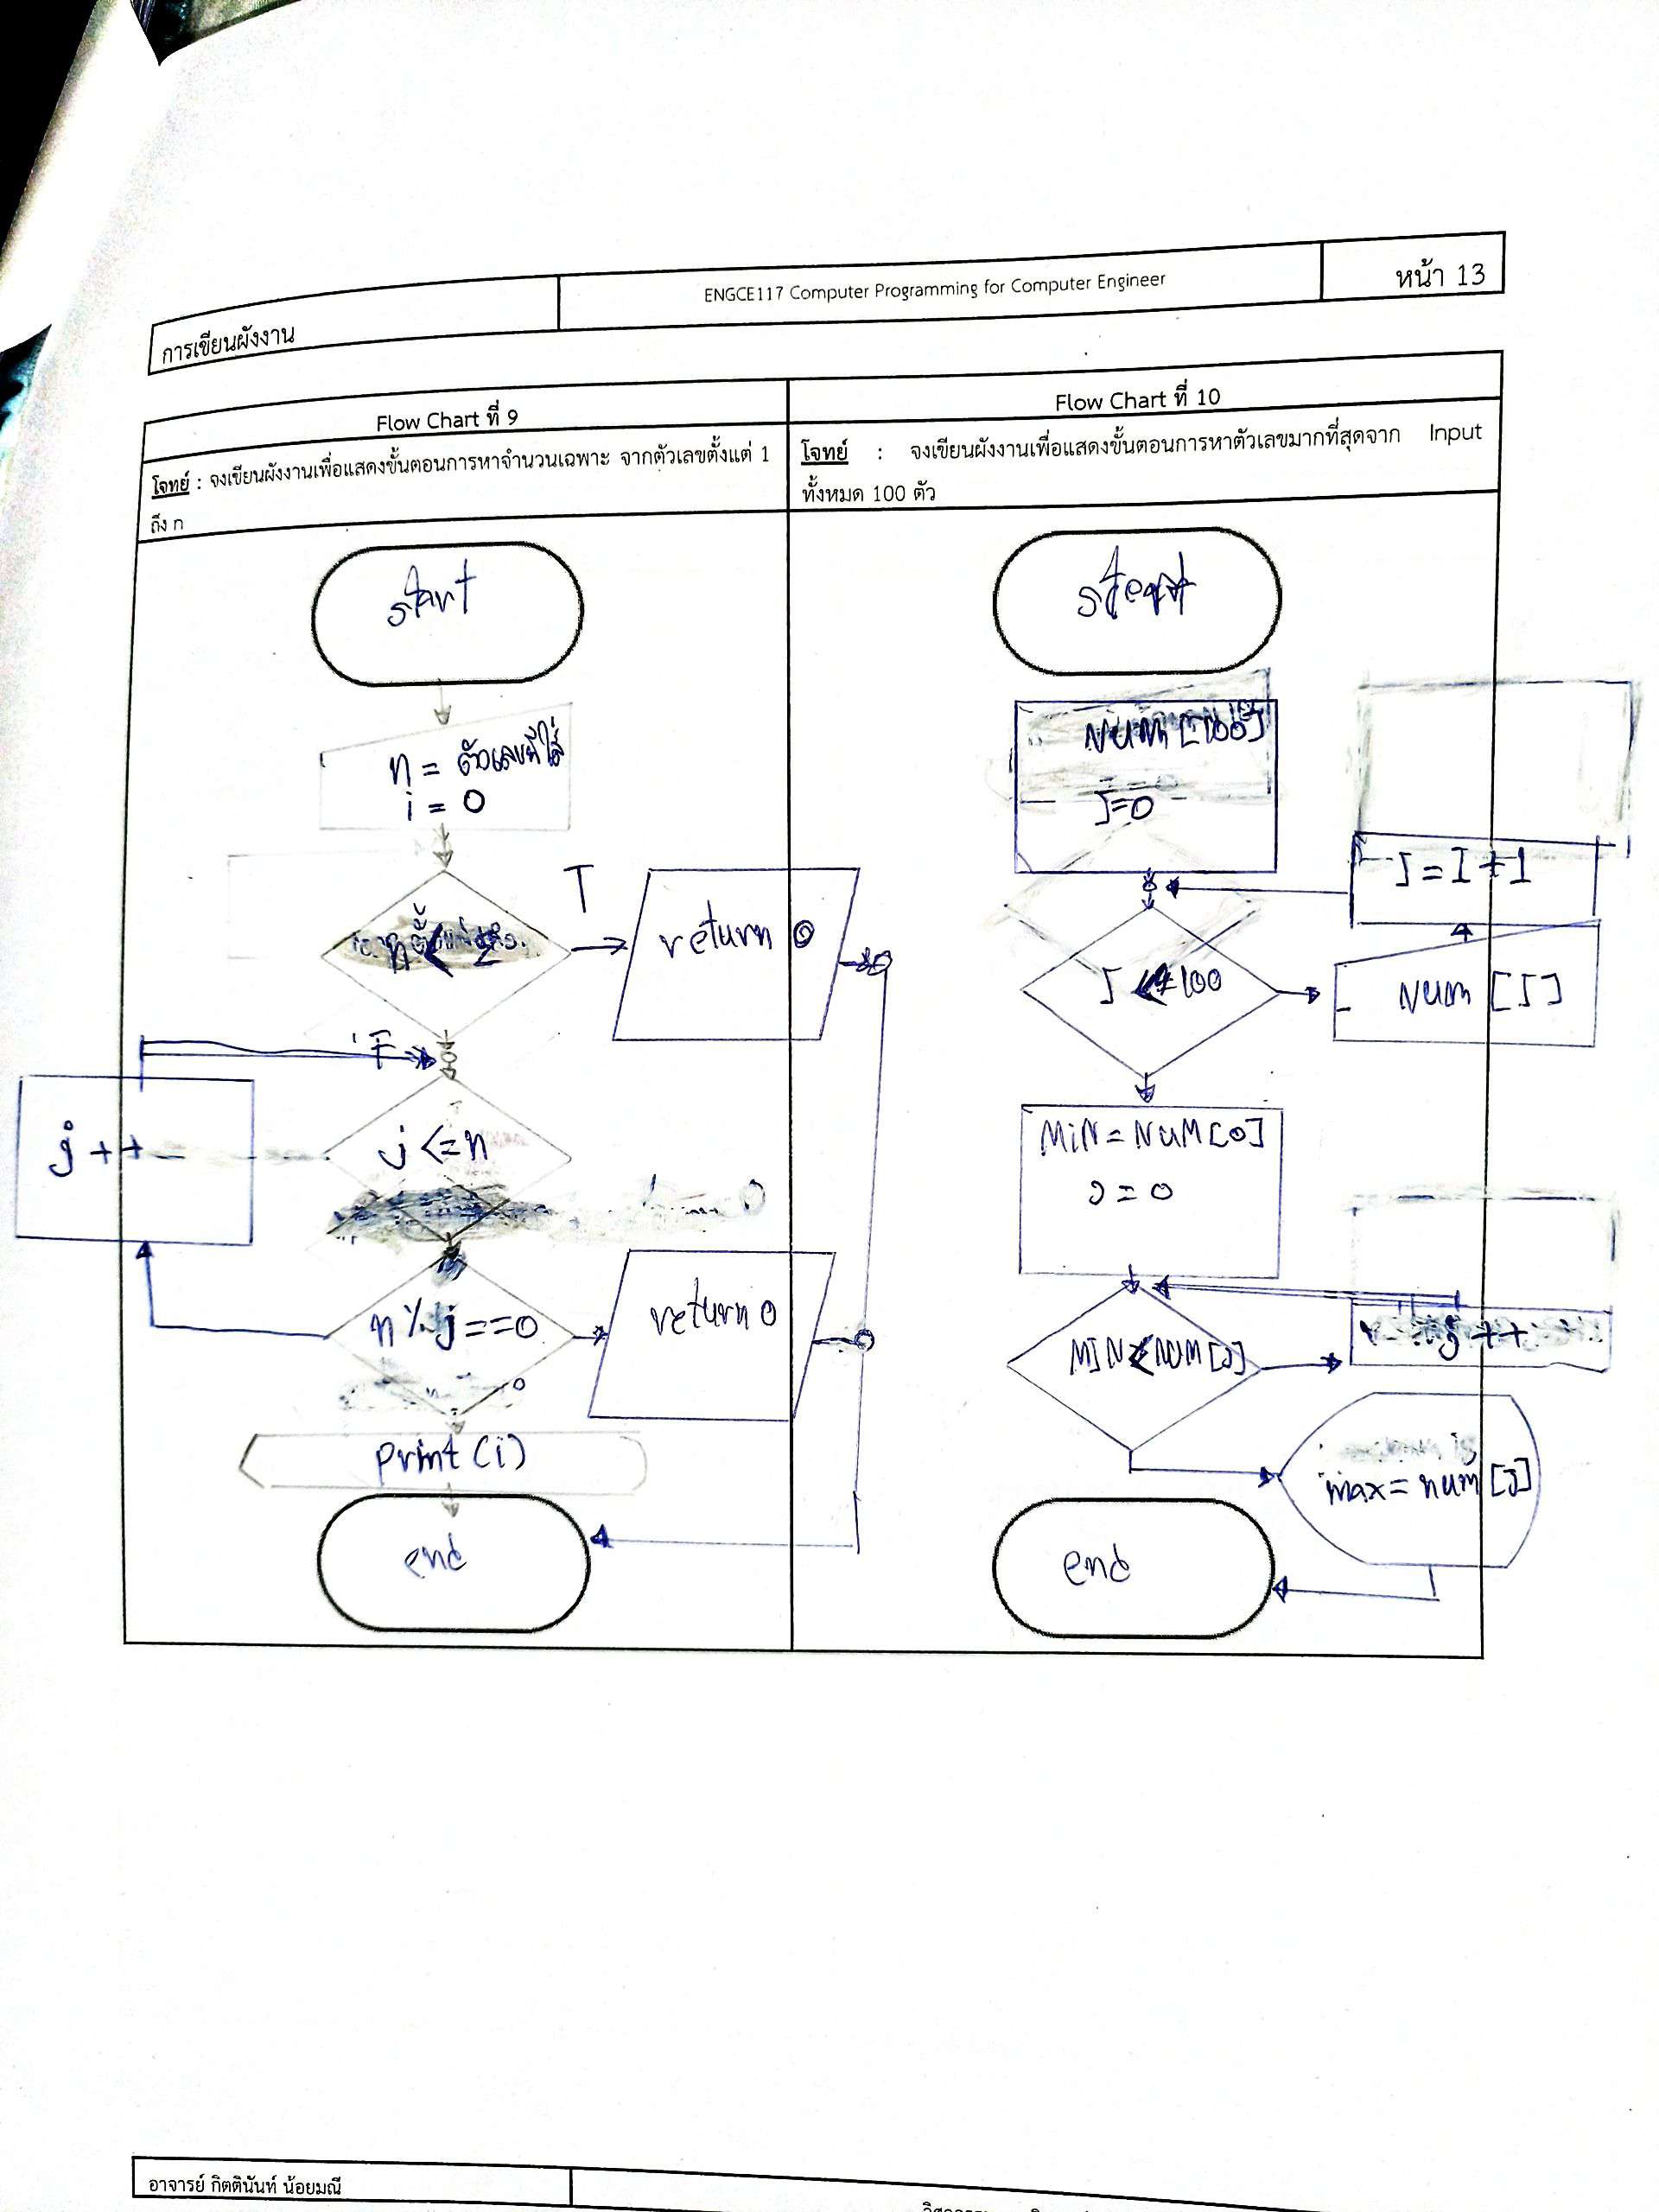 การเขียนผังงาน
ENGCE117 Computer Programming for Computer Engineer
หน้า 13
Flow Chart ที่ 9
โจทย์ : จงเขียนผังงานเพื่อแสดงขั้นตอนการหาจำนวนเฉพาะ จากตัวเลขตั้งแต่ 1
ถึง n
start
n = ตัวเลขที่ใส่
i = 0
n < 2
T
return 0
F
j <= n
j ++
n % j ==0
return 0
print (i)
end
Flow Chart ที่ 10
โจทย์ : จงเขียนผังงานเพื่อแสดงขั้นตอนการหาตัวเลขมากที่สุดจาก Input
ทั้งหมด 100 ตัว
start
NUM [100]
J=0
J = I + 1
100
NUM [J]
MIN = NUM[0]
J = 0
MIN < NUM[J]
j ++
max = num [J]
end
อาจารย์ กิตตินันท์ น้อยมณี